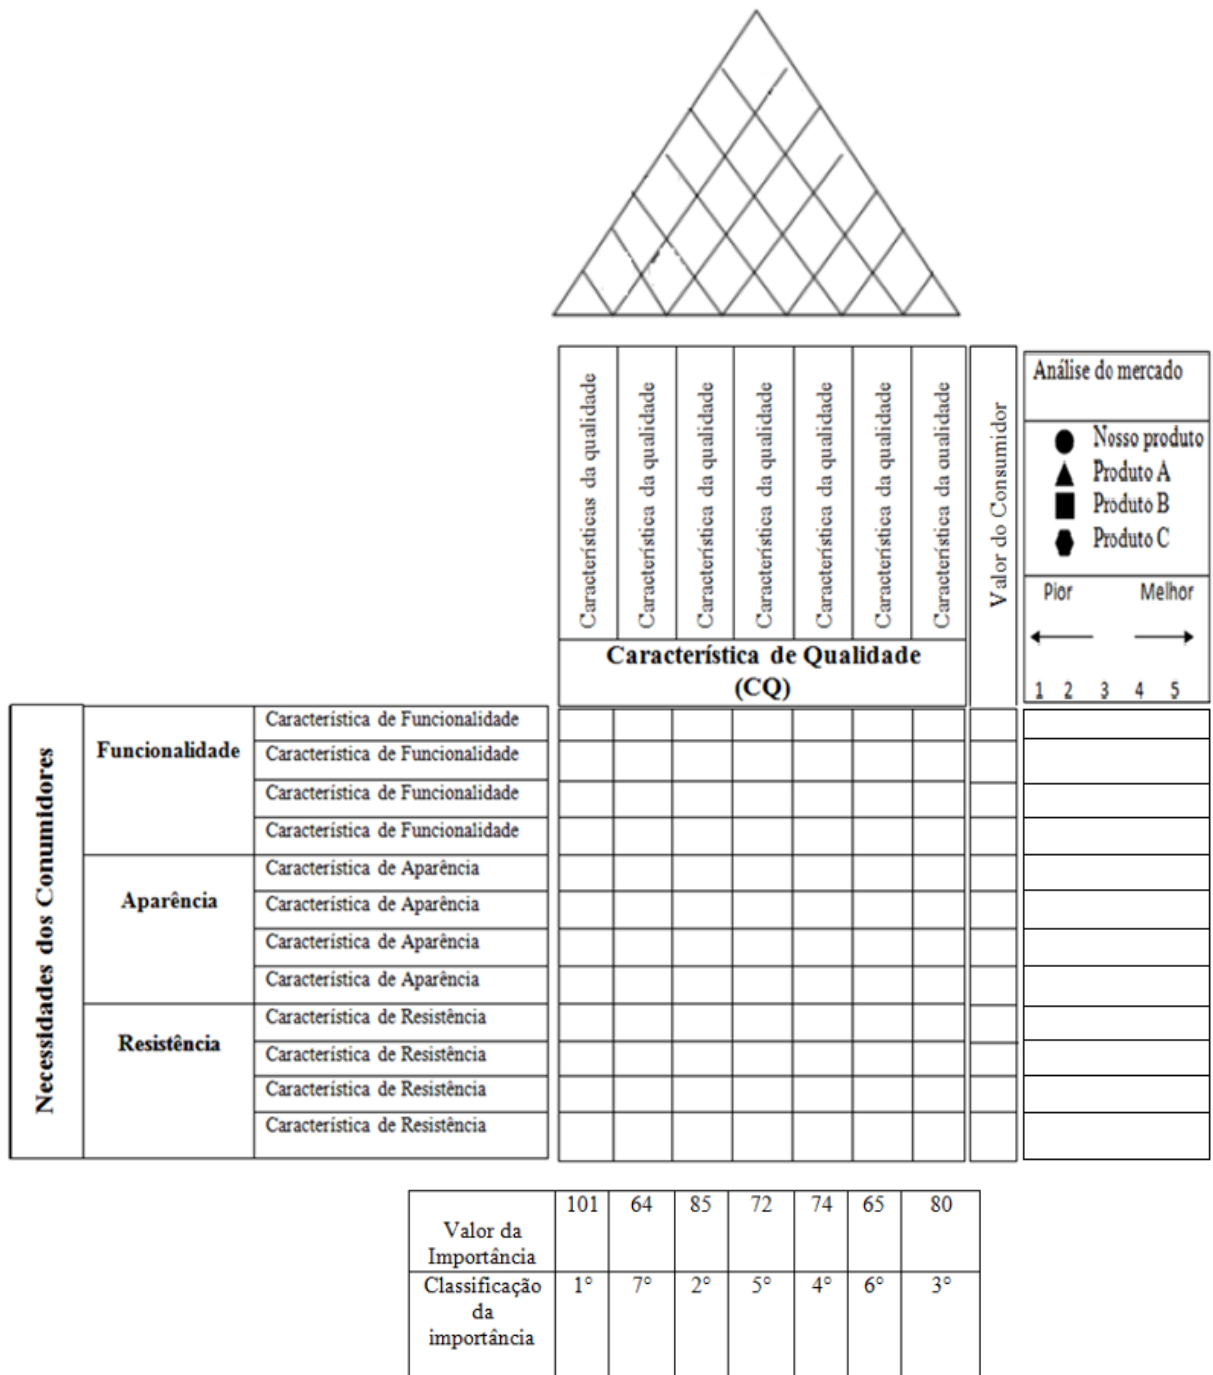 Características da qualidade
Característica da qualidade
Característica da qualidade
Característica da qualidade
Característica da qualidade
Característica da qualidade
Característica da qualidade
Valor do Consumidor
Análise do mercado
Nosso produto
Produto A
Produto B
Produto C
Pior Melhor
1 2 3 4 5
Característica de Qualidade
(CQ)
Necessidades dos Conumidores
Funcionalidade
Característica de Funcionalidade
Característica de Funcionalidade
Característica de Funcionalidade
Característica de Funcionalidade
Aparência
Característica de Aparência
Característica de Aparência
Característica de Aparência
Característica de Aparência
Resistência
Característica de Resistência
Característica de Resistência
Característica de Resistência
Característica de Resistência
Valor da
Importância
101 64 85 72 74 65 80
Classificação
da
importância
1° 7° 2° 5° 4° 6° 3°